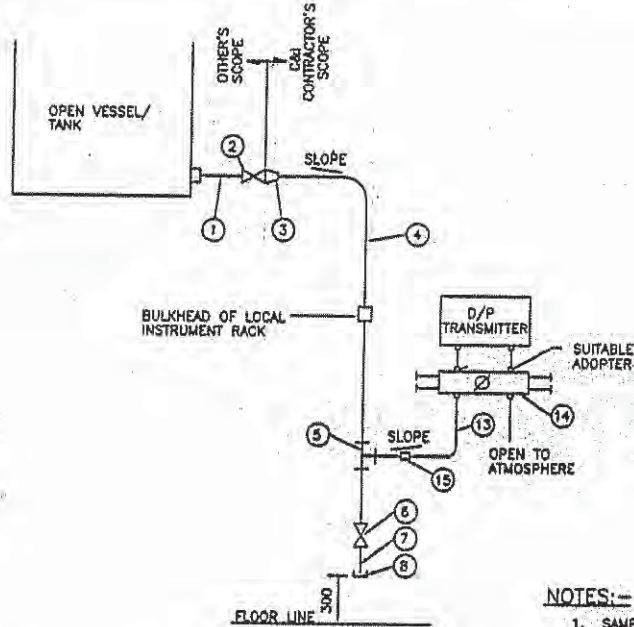 OTHER'S
SCOPE
C&I
CONTRACTOR'S
SCOPE
OPEN VESSEL/
TANK
2
SLOPE
1
3
4
BULKHEAD OF LOCAL
INSTRUMENT RACK
D/P
TRANSMITTER
SUITABLE
ADOPTER
14
13
5
SLOPE
OPEN TO
ATMOSPHERE
15
6
7
8
300
FLOOR LINE
NOTES:-
1. SAMP